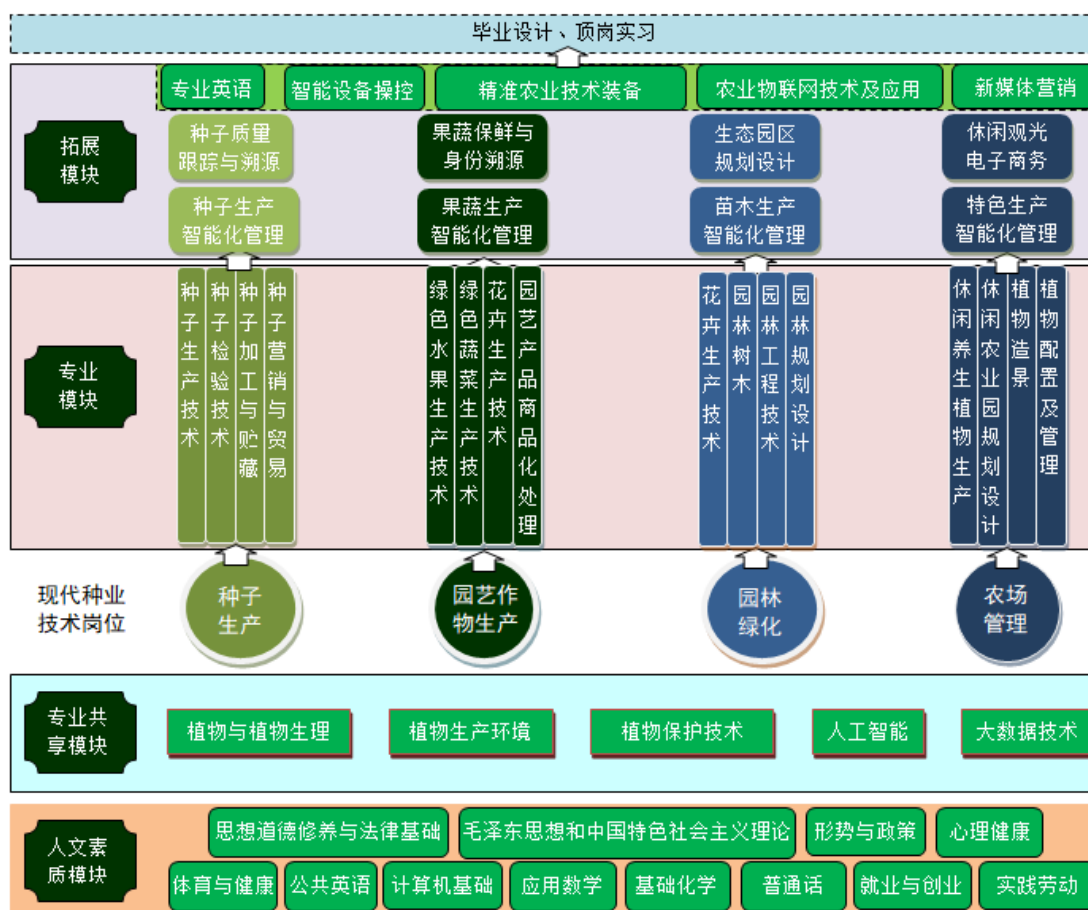 毕业设计、顶岗实习
专业英语
智能设备操控
精准农业技术装备
农业物联网技术及应用
新媒体营销
拓展
模块
种子质量
跟踪与溯源
果蔬保鲜与
身份溯源
生态园区
规划设计
休闲观光
电子商务
种子生产
智能化管理
果蔬生产
智能化管理
苗木生产
智能化管理
特色生产
智能化管理
专业
模块
种子生产技术
种子检验技术
种子加工与贮藏
种子营销与贸易
绿色水果生产技术
绿色蔬菜生产技术
花卉生产技术
园艺产品商品化处理
花卉生产技术
园林树木
园林工程技术
园林规划设计
休闲养生植物生产
休闲农业园规划设计
植物造景
植物配置及管理
现代种业
技术岗位
种子
生产
园艺作
物生产
园林
绿化
农场
管理
专业共
享模块
植物与植物生理
植物生产环境
植物保护技术
人工智能
大数据技术
人文素
质模块
思想道德修养与法律基础
毛泽东思想和中国特色社会主义理论
形势与政策
心理健康
体育与健康
公共英语
计算机基础
应用数学
基础化学
普通话
就业与创业
实践劳动